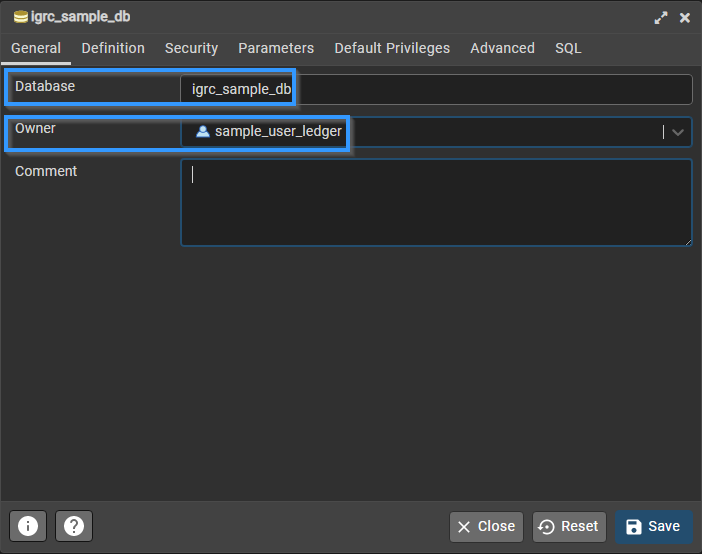 igrc_sample_db
General Definition Security Parameters Default Privileges Advanced SQL
Database igrc_sample_db
Owner sample_user_ledger
Comment
Close Reset Save